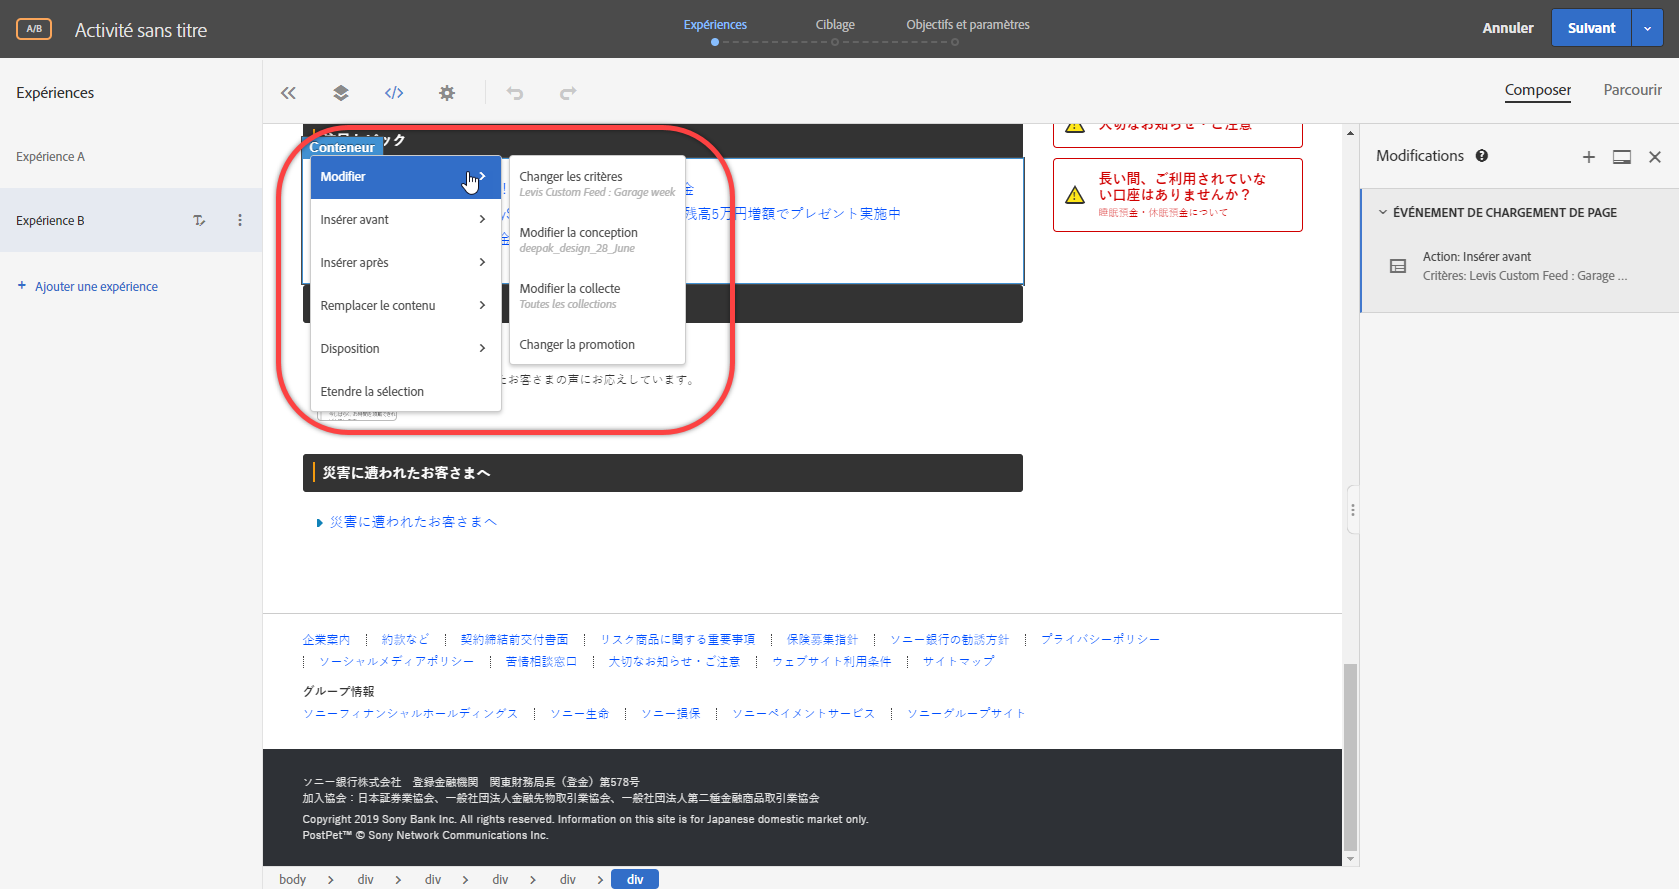 A/B
Activité sans titre
Expériences
Ciblage
Objectifs et paramètres
Annuler
Suivant
Expériences
Composer
Parcourir
Expérience A
Expérience B
+ Ajouter une expérience
Conteneur
ック
Modifier
Insérer avant
Insérer après
Remplacer le contenu
Disposition
Etendre la sélection
Changer les critères
Levis Custom Feed : Garage week
Modifier la conception
deepak_design_28_June
Modifier la collecte
Toutes les collections
Changer la promotion
金
残高5万円増額でプレゼント実施中
たお客さまの声にお応えしています。
大切なお知らせ・ご注意
長い間、ご利用されていな
い口座はありませんか？
睡眠預金・休眠預金について
Modifications
ÉVÉNEMENT DE CHARGEMENT DE PAGE
Action: Insérer avant
Critères: Levis Custom Feed : Garage ...
災害に遭われたお客さまへ
災害に遭われたお客さまへ
企業案内 約款など 契約締結前交付書面 リスク商品に関する重要事項 保険募集指針 ソニー銀行の勧誘方針 プライバシーポリシー
ソーシャルメディアポリシー 苦情相談窓口 大切なお知らせ・ご注意 ウェブサイト利用条件 サイトマップ
グループ情報
ソニーフィナンシャルホールディングス ソニー生命 ソニー損保 ソニーペイメントサービス ソニーグループサイト
ソニー銀行株式会社 登録金融機関 関東財務局長（登金）第578号
加入協会：日本証券業協会、一般社団法人金融先物取引業協会、一般社団法人第二種金融商品取引業協会
Copyright 2019 Sony Bank Inc. All rights reserved. Information on this site is for Japanese domestic market only.
PostPet™ © Sony Network Communications Inc.
body > div > div > div > div > div